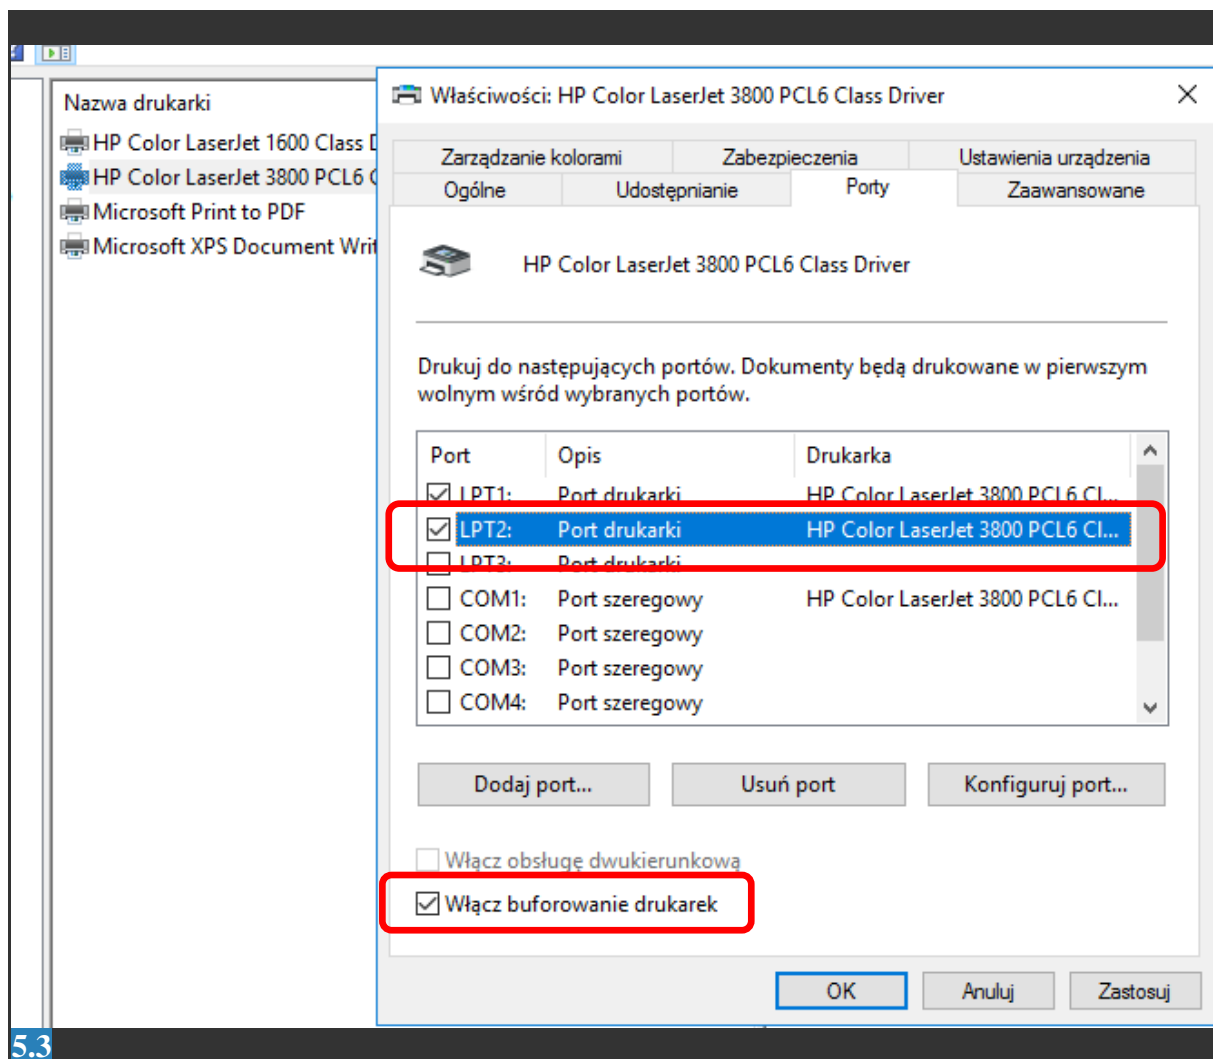 Nazwa drukarki
HP Color LaserJet 1600 Class
HP Color LaserJet 3800 PCL6
Microsoft Print to PDF
Microsoft XPS Document
Właściwości: HP Color LaserJet 3800 PCL6 Class Driver
Zarządzanie kolorami Zabezpieczenia Ustawienia urządzenia
Ogólne Udostępnianie Porty Zaawansowane
HP Color LaserJet 3800 PCL6 Class Driver
Drukuj do następujących portów. Dokumenty będą drukowane w pierwszym
wolnym wśród wybranych portów.
Port Opis Drukarka
LPT1: Port drukarki HP Color LaserJet 3800 PCL6 Cl...
LPT2: Port drukarki HP Color LaserJet 3800 PCL6 Cl...
LPT3: Port drukarki
COM1: Port szeregowy HP Color LaserJet 3800 PCL6 Cl...
COM2: Port szeregowy
COM3: Port szeregowy
COM4: Port szeregowy
Dodaj port... Usuń port Konfiguruj port...
Włącz obsługę dwukierunkową
Włącz buforowanie drukarek
OK Anuluj Zastosuj
5.3